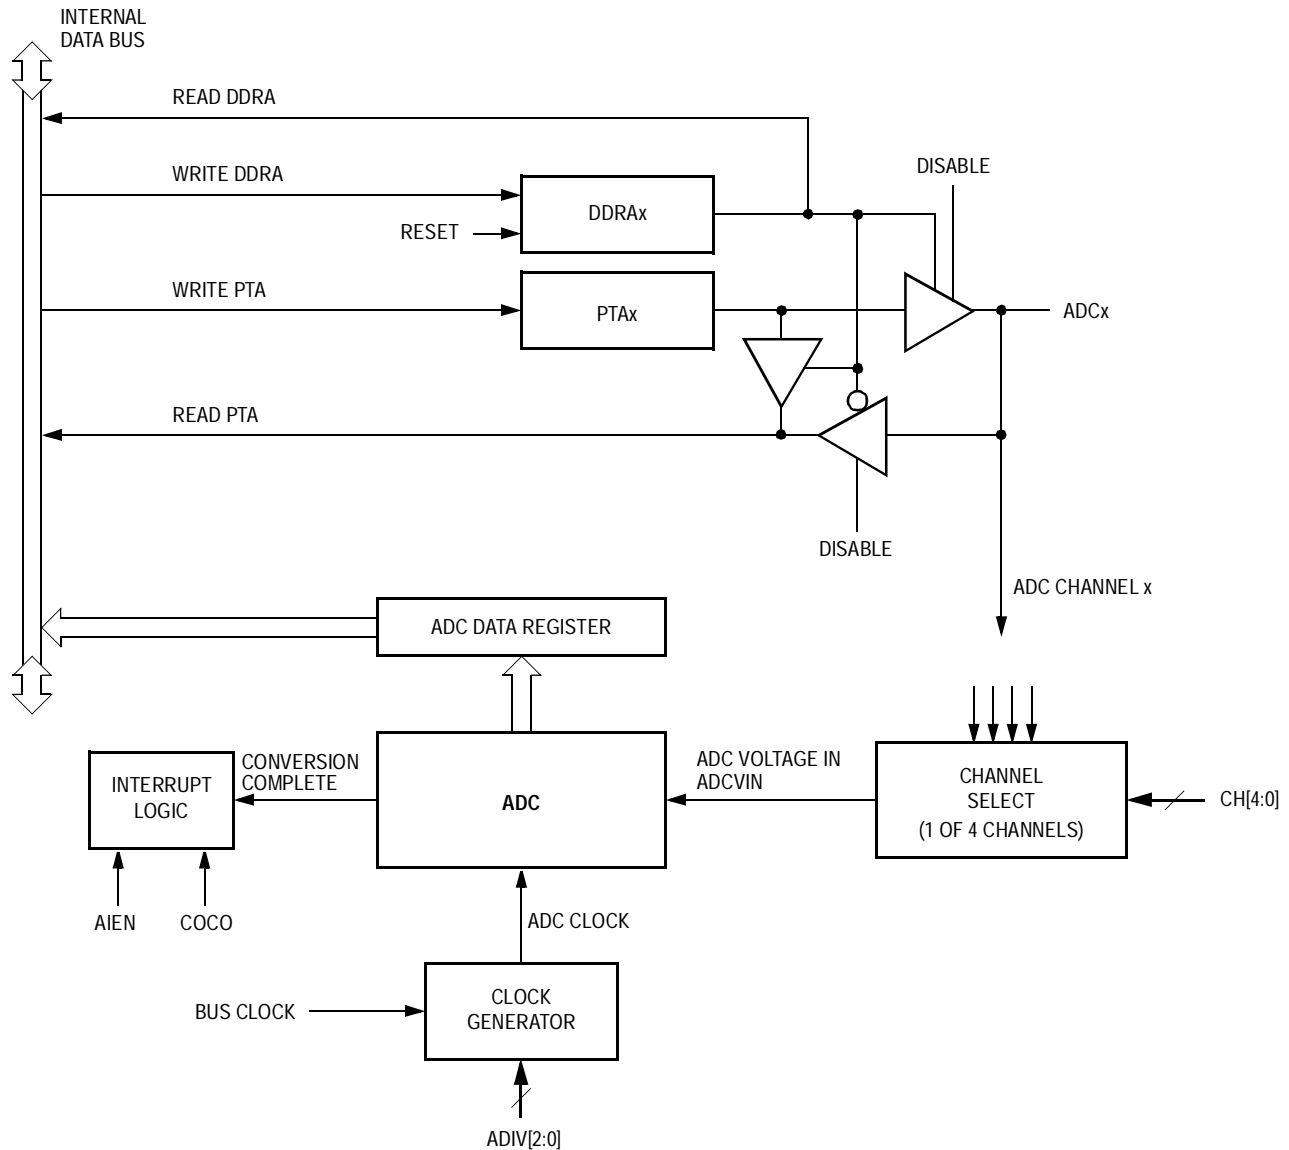 INTERNAL
DATA BUS
READ DDRA
WRITE DDRA
DISABLE
DDRAx
RESET
WRITE PTA
PTAx
ADCx
READ PTA
DISABLE
ADC CHANNEL x
ADC DATA REGISTER
INTERRUPT
LOGIC
CONVERSION
COMPLETE
ADC
ADC VOLTAGE IN
ADCVIN
CHANNEL
SELECT
(1 OF 4 CHANNELS)
CH[4:0]
AIEN
COCO
ADC CLOCK
BUS CLOCK
CLOCK
GENERATOR
ADIV[2:0]